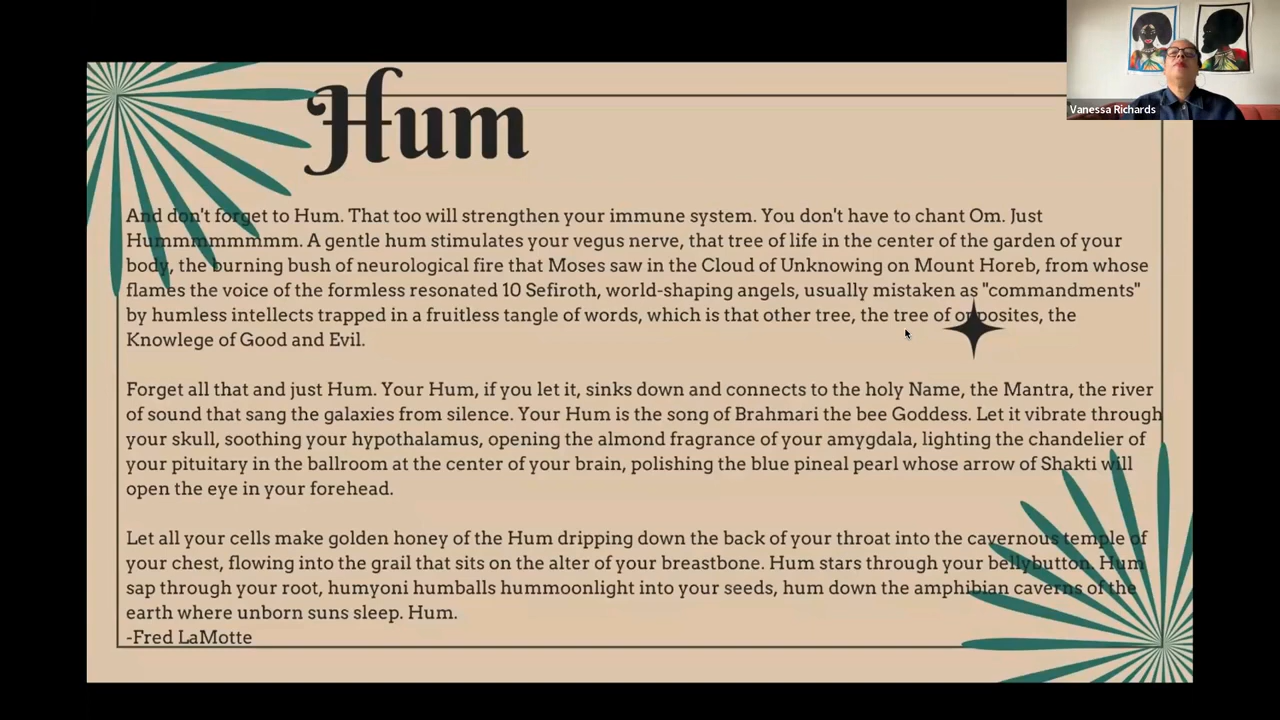 Hum
Vanessa Richards
And don't forget to Hum. That too will strengthen your immune system. You don't have to chant Om. Just
Hummmmmmmm. A gentle hum stimulates your vegus nerve, that tree of life in the center of the garden of your
body, the burning bush of neurological fire that Moses saw in the Cloud of Unknowing on Mount Horeb, from whose
flames the voice of the formless resonated 10 Sefiroth, world-shaping angels, usually mistaken as "commandments"
by humless intellects trapped in a fruitless tangle of words, which is that other tree, the tree of opposites, the
Knowlege of Good and Evil.
Forget all that and just Hum. Your Hum, if you let it, sinks down and connects to the holy Name, the Mantra, the river
of sound that sang the galaxies from silence. Your Hum is the song of Brahmari the bee Goddess. Let it vibrate through
your skull, soothing your hypothalamus, opening the almond fragrance of your amygdala, lighting the chandelier of
your pituitary in the ballroom at the center of your brain, polishing the blue pineal pearl whose arrow of Shakti will
open the eye in your forehead.
Let all your cells make golden honey of the Hum dripping down the back of your throat into the cavernous temple of
your chest, flowing into the grail that sits on the alter of your breastbone. Hum stars through your bellybutton. Hum
sap through your root, humyoni humballs hummoonlight into your seeds, hum down the amphibian caverns of the
earth where unborn suns sleep. Hum.
-Fred LaMotte